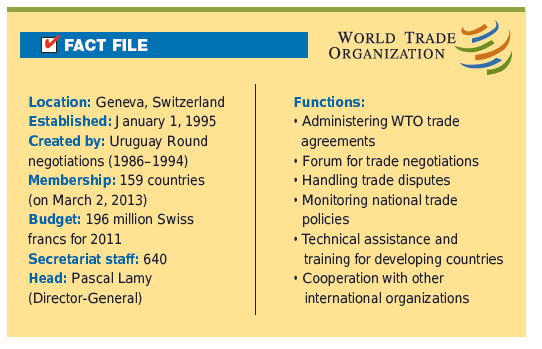 FACT FILE
WORLD TRADE
ORGANIZATION
Location: Geneva, Switzerland
Established: January 1, 1995
Created by: Uruguay Round
negotiations (1986–1994)
Membership: 159 countries
(on March 2, 2013)
Budget: 196 million Swiss
francs for 2011
Secretariat staff: 640
Head: Pascal Lamy
(Director-General)
Functions:
• Administering WTO trade
agreements
• Forum for trade negotiations
• Handling trade disputes
• Monitoring national trade
policies
• Technical assistance and
training for developing countries
• Cooperation with other
international organizations